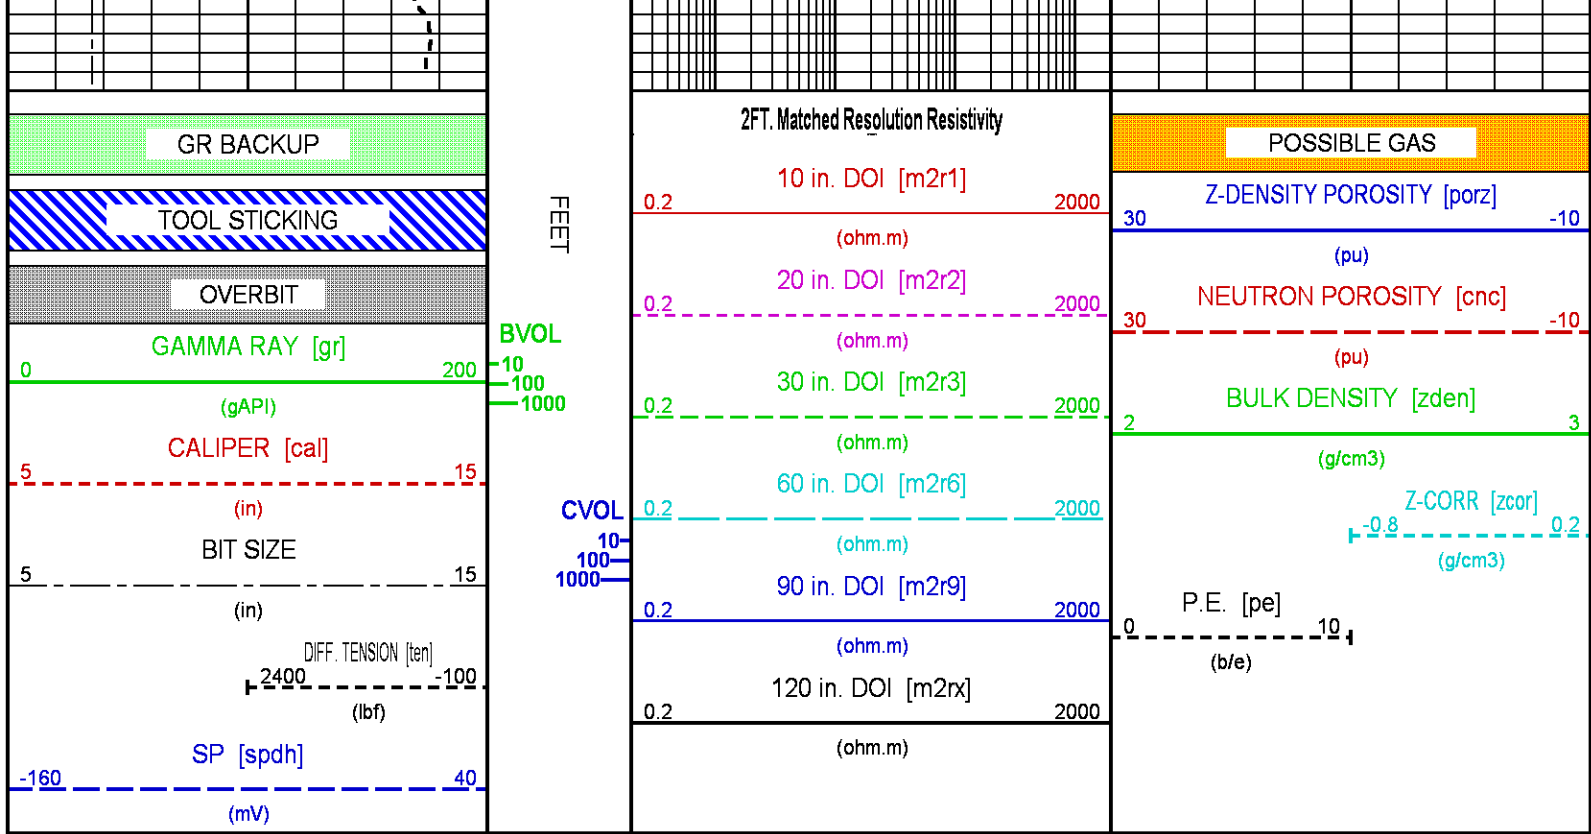 GR BACKUP
TOOL STICKING
OVERBIT
GAMMA RAY [gr]
0 200
(gAPI)
CALIPER [cal]
5 15
(in)
BIT SIZE
5 15
(in)
DIFF. TENSION [ten]
2400 -100
(lbf)
SP [spdh]
-160 40
(mV)
FEET
BVOL
10
100
1000
CVOL
10
100
1000
2FT. Matched Resolution Resistivity
10 in. DOI [m2r1]
0.2 2000
(ohm.m)
20 in. DOI [m2r2]
0.2 2000
(ohm.m)
30 in. DOI [m2r3]
0.2 2000
(ohm.m)
60 in. DOI [m2r6]
0.2 2000
(ohm.m)
90 in. DOI [m2r9]
0.2 2000
(ohm.m)
120 in. DOI [m2rx]
0.2 2000
(ohm.m)
POSSIBLE GAS
Z-DENSITY POROSITY [porz]
30 -10
(pu)
NEUTRON POROSITY [cnc]
30 -10
(pu)
BULK DENSITY [zden]
2 3
(g/cm3)
Z-CORR [zcor]
-0.8 0.2
(g/cm3)
P.E. [pe]
0 10
(b/e)